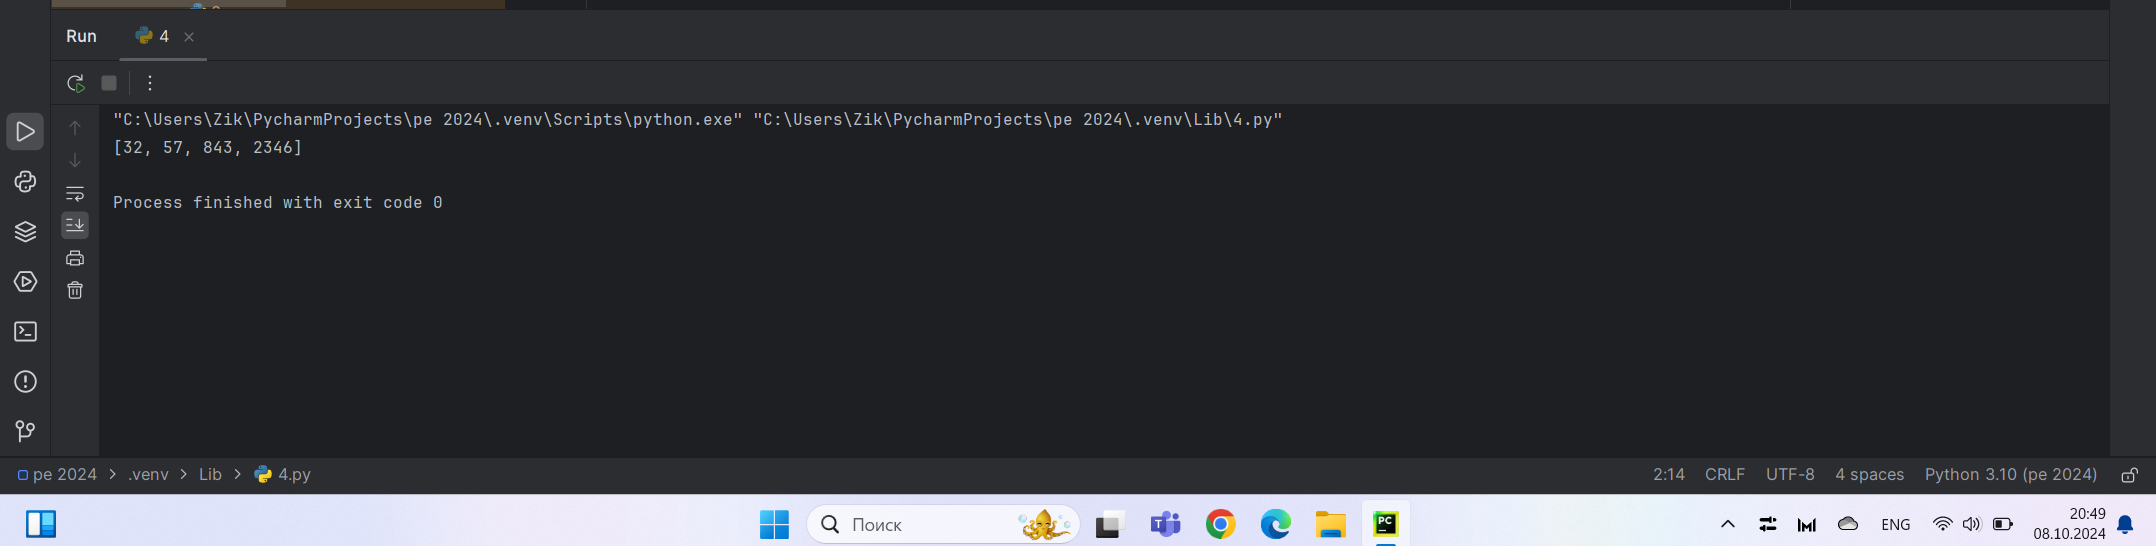 Run 4
"C:\Users\Zik\PycharmProjects\pe 2024\.venv\Scripts\python.exe" "C:\Users\Zik\PycharmProjects\pe 2024\.venv\Lib\4.py"
[32, 57, 843, 2346]
Process finished with exit code 0
pe 2024 > .venv > Lib > 4.py 2:14 CRLF UTF-8 4 spaces Python 3.10 (pe 2024)
Поиск PC ENG 20:49
08.10.2024